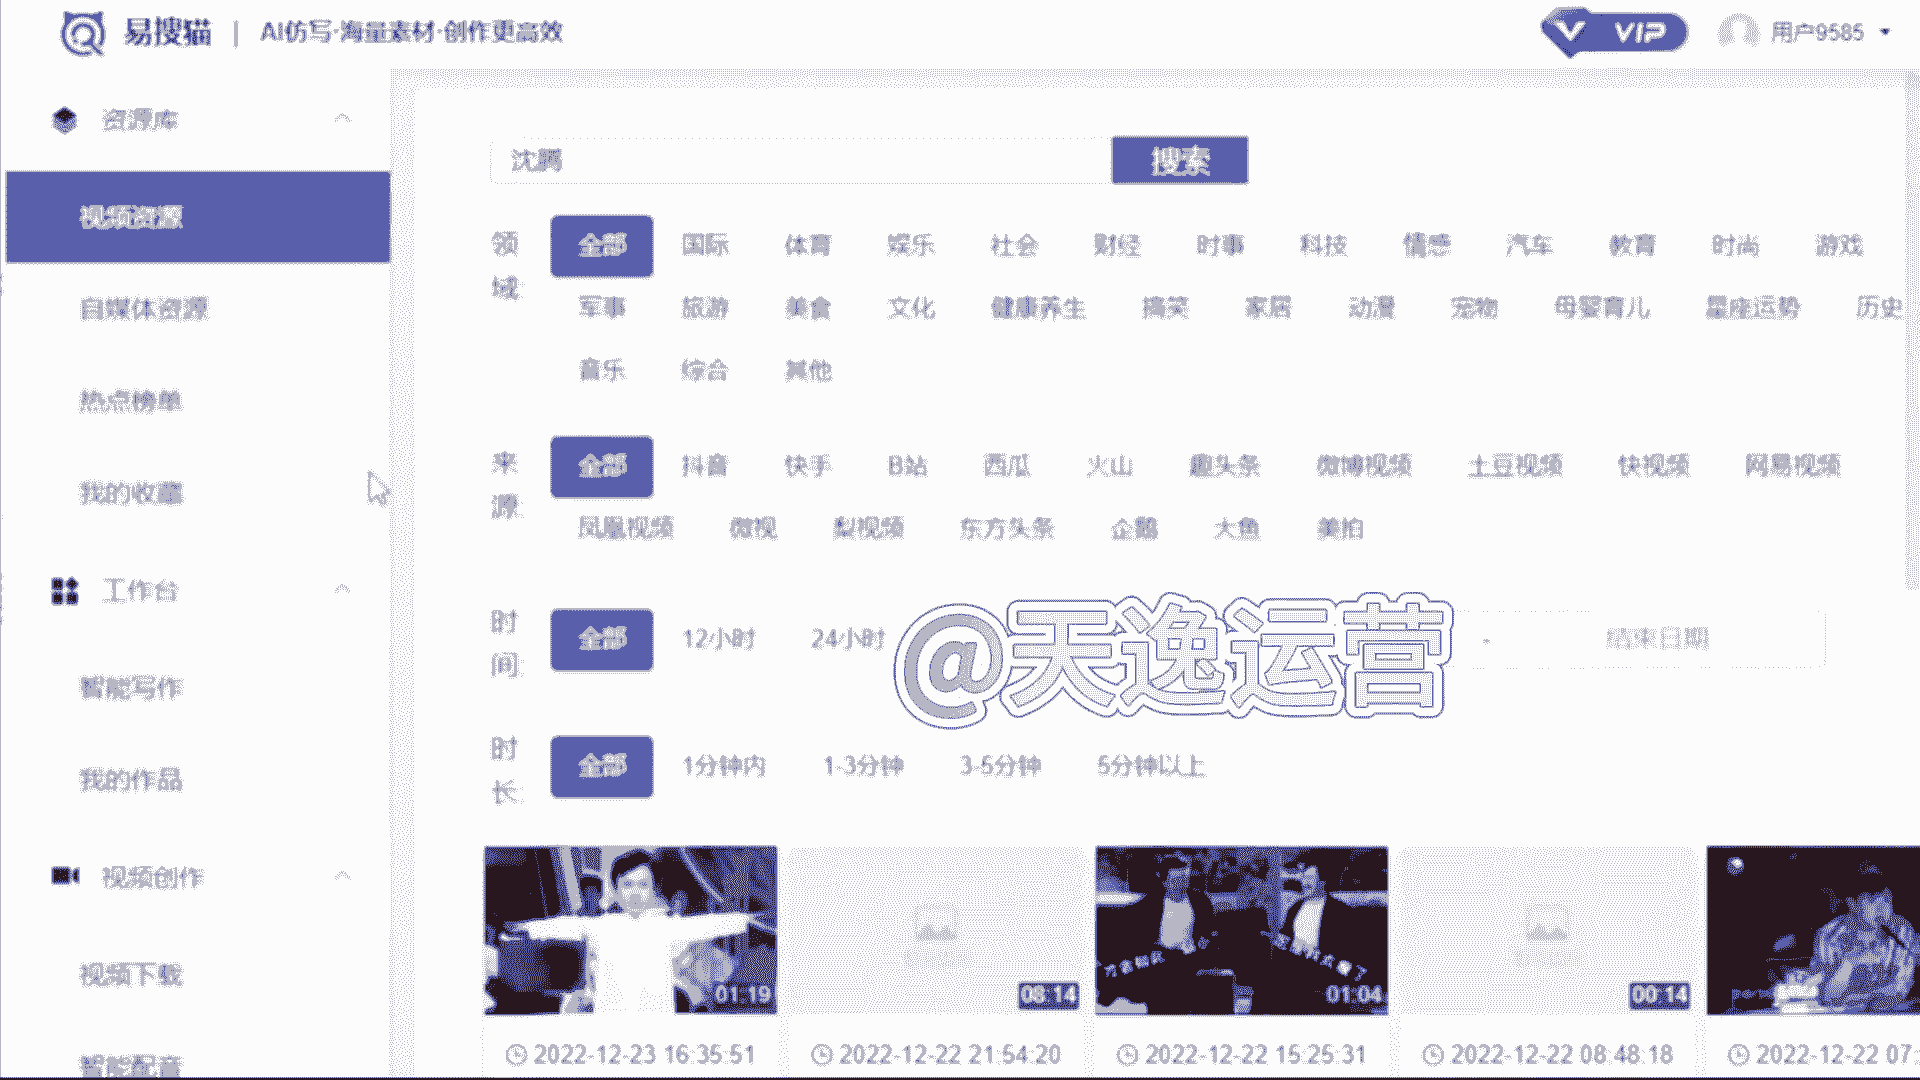 易搜猫 | AI仿写·海量素材·创作更高效
VIP 用户9585
资源库
视频资源
自媒体资源
热点榜单
我的收藏
工作台
智能写作
我的作品
视频创作
视频下载
智能配音
沈腾 搜索
领域: 全部 国际 体育 娱乐 社会 财经 时事 科技 情感 汽车 教育 时尚 游戏
军事 旅游 美食 文化 健康养生 搞笑 家居 动漫 宠物 母婴育儿 星座运势 历史
音乐 综合 其他
来源: 全部 抖音 快手 B站 西瓜 火山 趣头条 微博视频 土豆视频 快视频 网易视频
凤凰视频 微视 梨视频 东方头条 企鹅 大鱼 美拍
时间: 全部 12小时 24小时 - 结束日期
@天逸运营
时长: 全部 1分钟内 1-3分钟 3-5分钟 5分钟以上
01:19 08:14 01:04 00:14
2022-12-23 16:35:51 2022-12-22 21:54:20 2022-12-22 15:25:31 2022-12-22 08:48:18 2022-12-22 07: